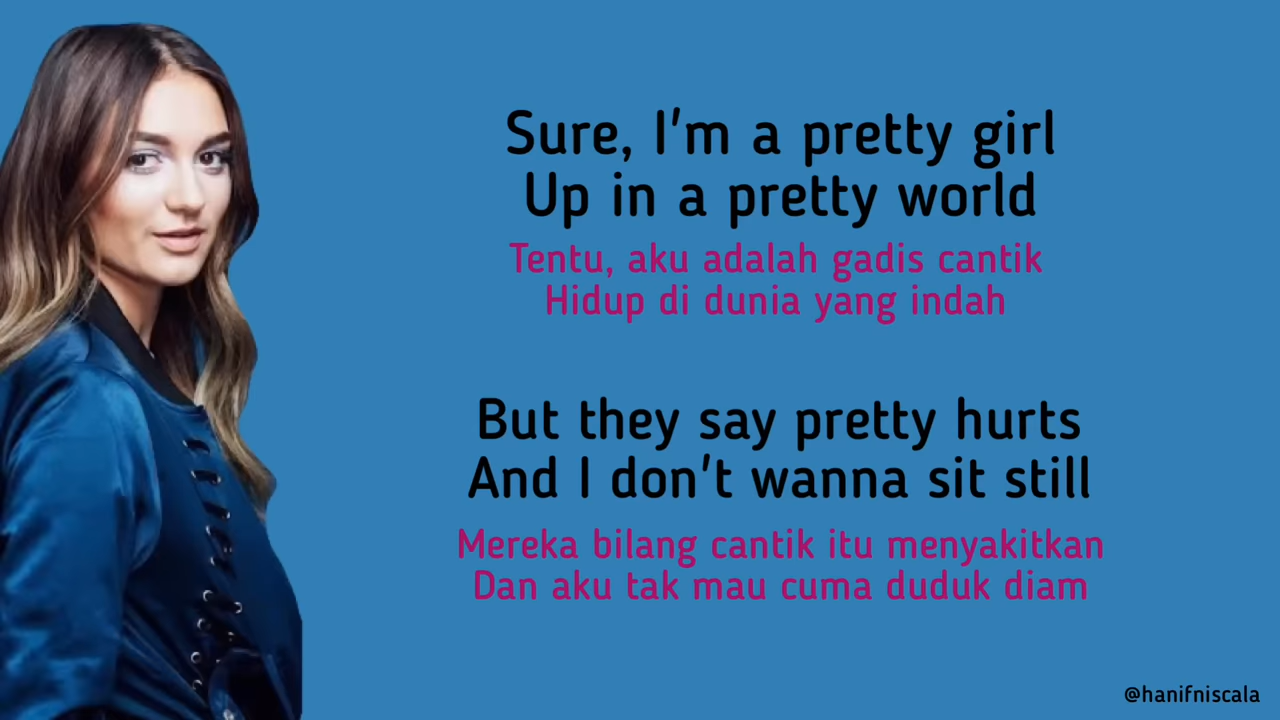 Sure, I'm a pretty girl
Up in a pretty world
Tentu, aku adalah gadis cantik
Hidup di dunia yang indah
But they say pretty hurts
And I don't wanna sit still
Mereka bilang cantik itu menyakitkan
Dan aku tak mau cuma duduk diam
@hanifniscala